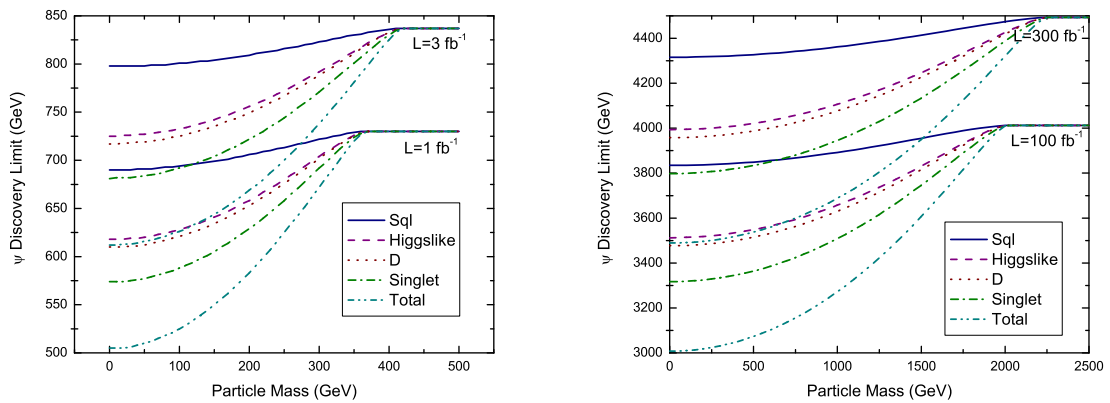 850
800
750
700
650
600
550
500
ψ Discovery Limit (GeV)
0 100 200 300 400 500
Particle Mass (GeV)
L=3 fb⁻¹
L=1 fb⁻¹
Sql
Higgslike
D
Singlet
Total
4400
4200
4000
3800
3600
3400
3200
3000
ψ Discovery Limit (GeV)
0 500 1000 1500 2000 2500
Particle Mass (GeV)
L=300 fb⁻¹
L=100 fb⁻¹
Sql
Higgslike
D
Singlet
Total